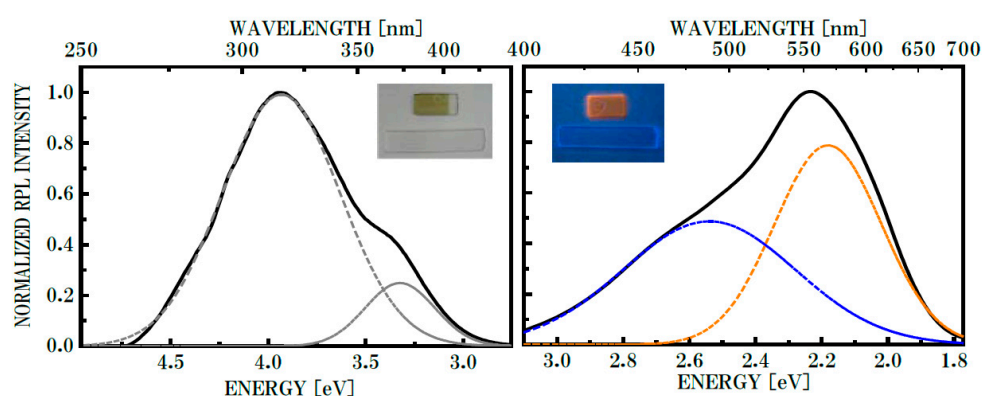 WAVELENGTH [nm] WAVELENGTH [nm]
250 300 350 400 400 450 500 550 600 650 700
NORMALIZED RPL INTENSITY
1.0
0.8
0.6
0.4
0.2
0.0
4.5 4.0 3.5 3.0 3.0 2.8 2.6 2.4 2.2 2.0 1.8
ENERGY [eV] ENERGY [eV]